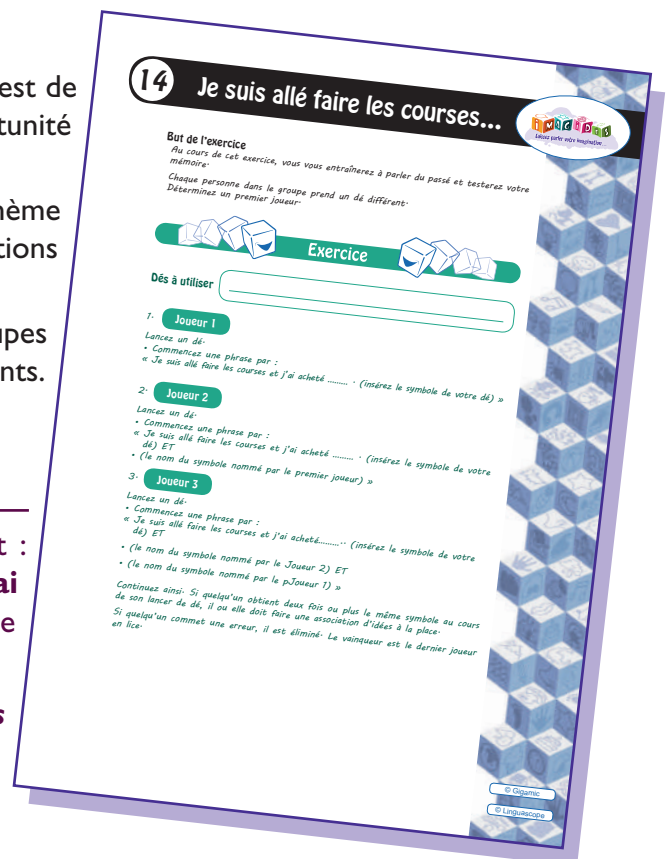 est de
tunité
hème
tions
upes
nts.
t :
ai
e
s
14 Je suis allé faire les courses...
imagidés
Laissez parler votre imagination
But de l'exercice
Au cours de cet exercice, vous vous entraînerez à parler du passé et testerez votre
mémoire.
Chaque personne dans le groupe prend un dé différent.
Déterminez un premier joueur.
Exercice
Dés à utiliser
1. Joueur 1
Lancez un dé.
• Commencez une phrase par :
« Je suis allé faire les courses et j'ai acheté ......... . (insérez le symbole de votre dé) »
2. Joueur 2
Lancez un dé.
• Commencez une phrase par :
« Je suis allé faire les courses et j'ai acheté ......... . (insérez le symbole de votre
dé) ET
• (le nom du symbole nommé par le premier joueur) »
3. Joueur 3
Lancez un dé.
• Commencez une phrase par :
« Je suis allé faire les courses et j'ai acheté.........·. (insérez le symbole de votre
dé) ET
• (le nom du symbole nommé par le Joueur 2) ET
• (le nom du symbole nommé par le pJoueur 1) »
Continuez ainsi. Si quelqu'un obtient deux fois ou plus le même symbole au cours
de son lancer de dé, il ou elle doit faire une association d'idées à la place.
Si quelqu'un commet une erreur, il est éliminé. Le vainqueur est le dernier joueur
en lice.
© Gigamic
© Linguascope